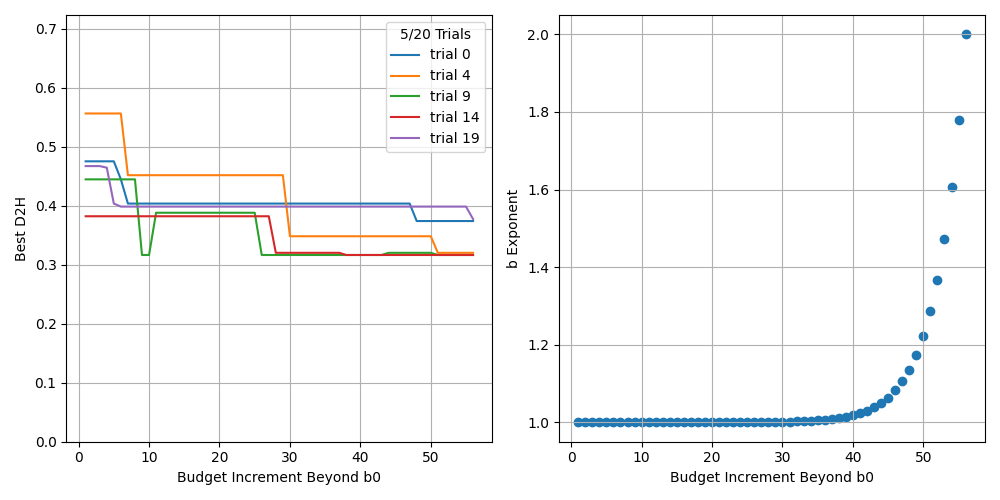 0.7
0.6
0.5
0.4
0.3
0.2
0.1
0.0
Best D2H
0 10 20 30 40 50
Budget Increment Beyond b0
5/20 Trials
trial 0
trial 4
trial 9
trial 14
trial 19
2.0
1.8
1.6
1.4
1.2
1.0
b Exponent
0 10 20 30 40 50
Budget Increment Beyond b0